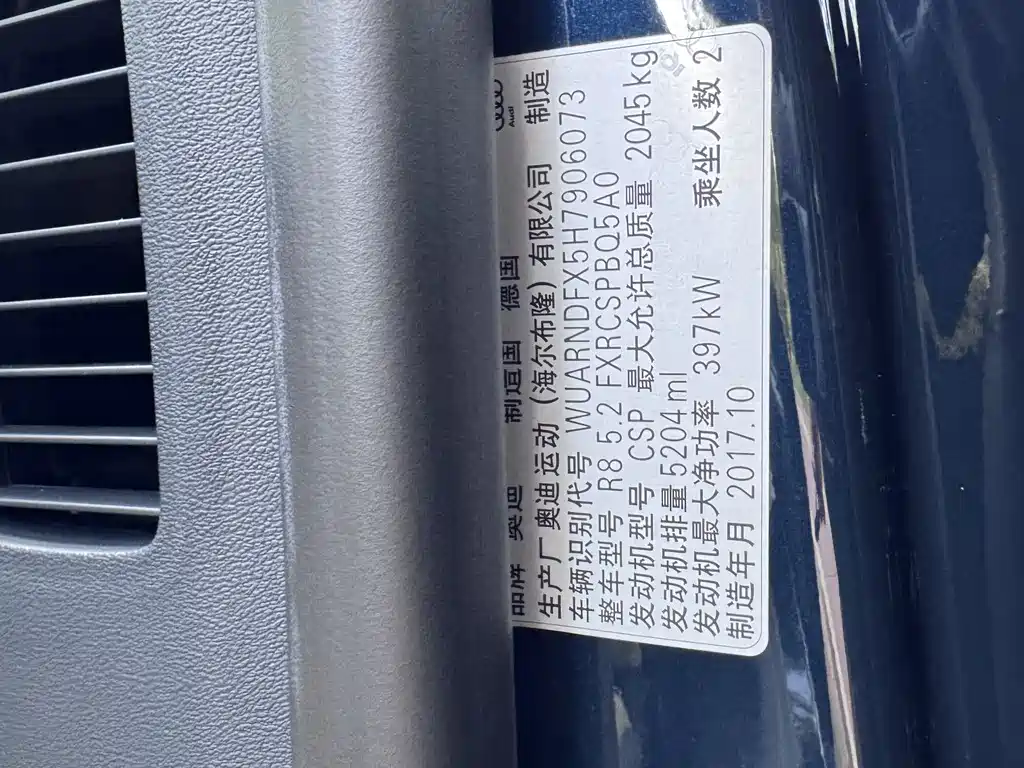 Audi
品牌 奥迪 制造国 德国
生产厂 奥迪运动（海尔布隆）有限公司 制造
车辆识别代号 WUARNDFX5H7906073
整车型号 R8 5.2 FXRCSPBQ5A0
发动机型号 CSP 最大允许总质量 2045kg
发动机排量 5204ml
发动机最大净功率 397kW 乘坐人数 2
制造年月 2017.10